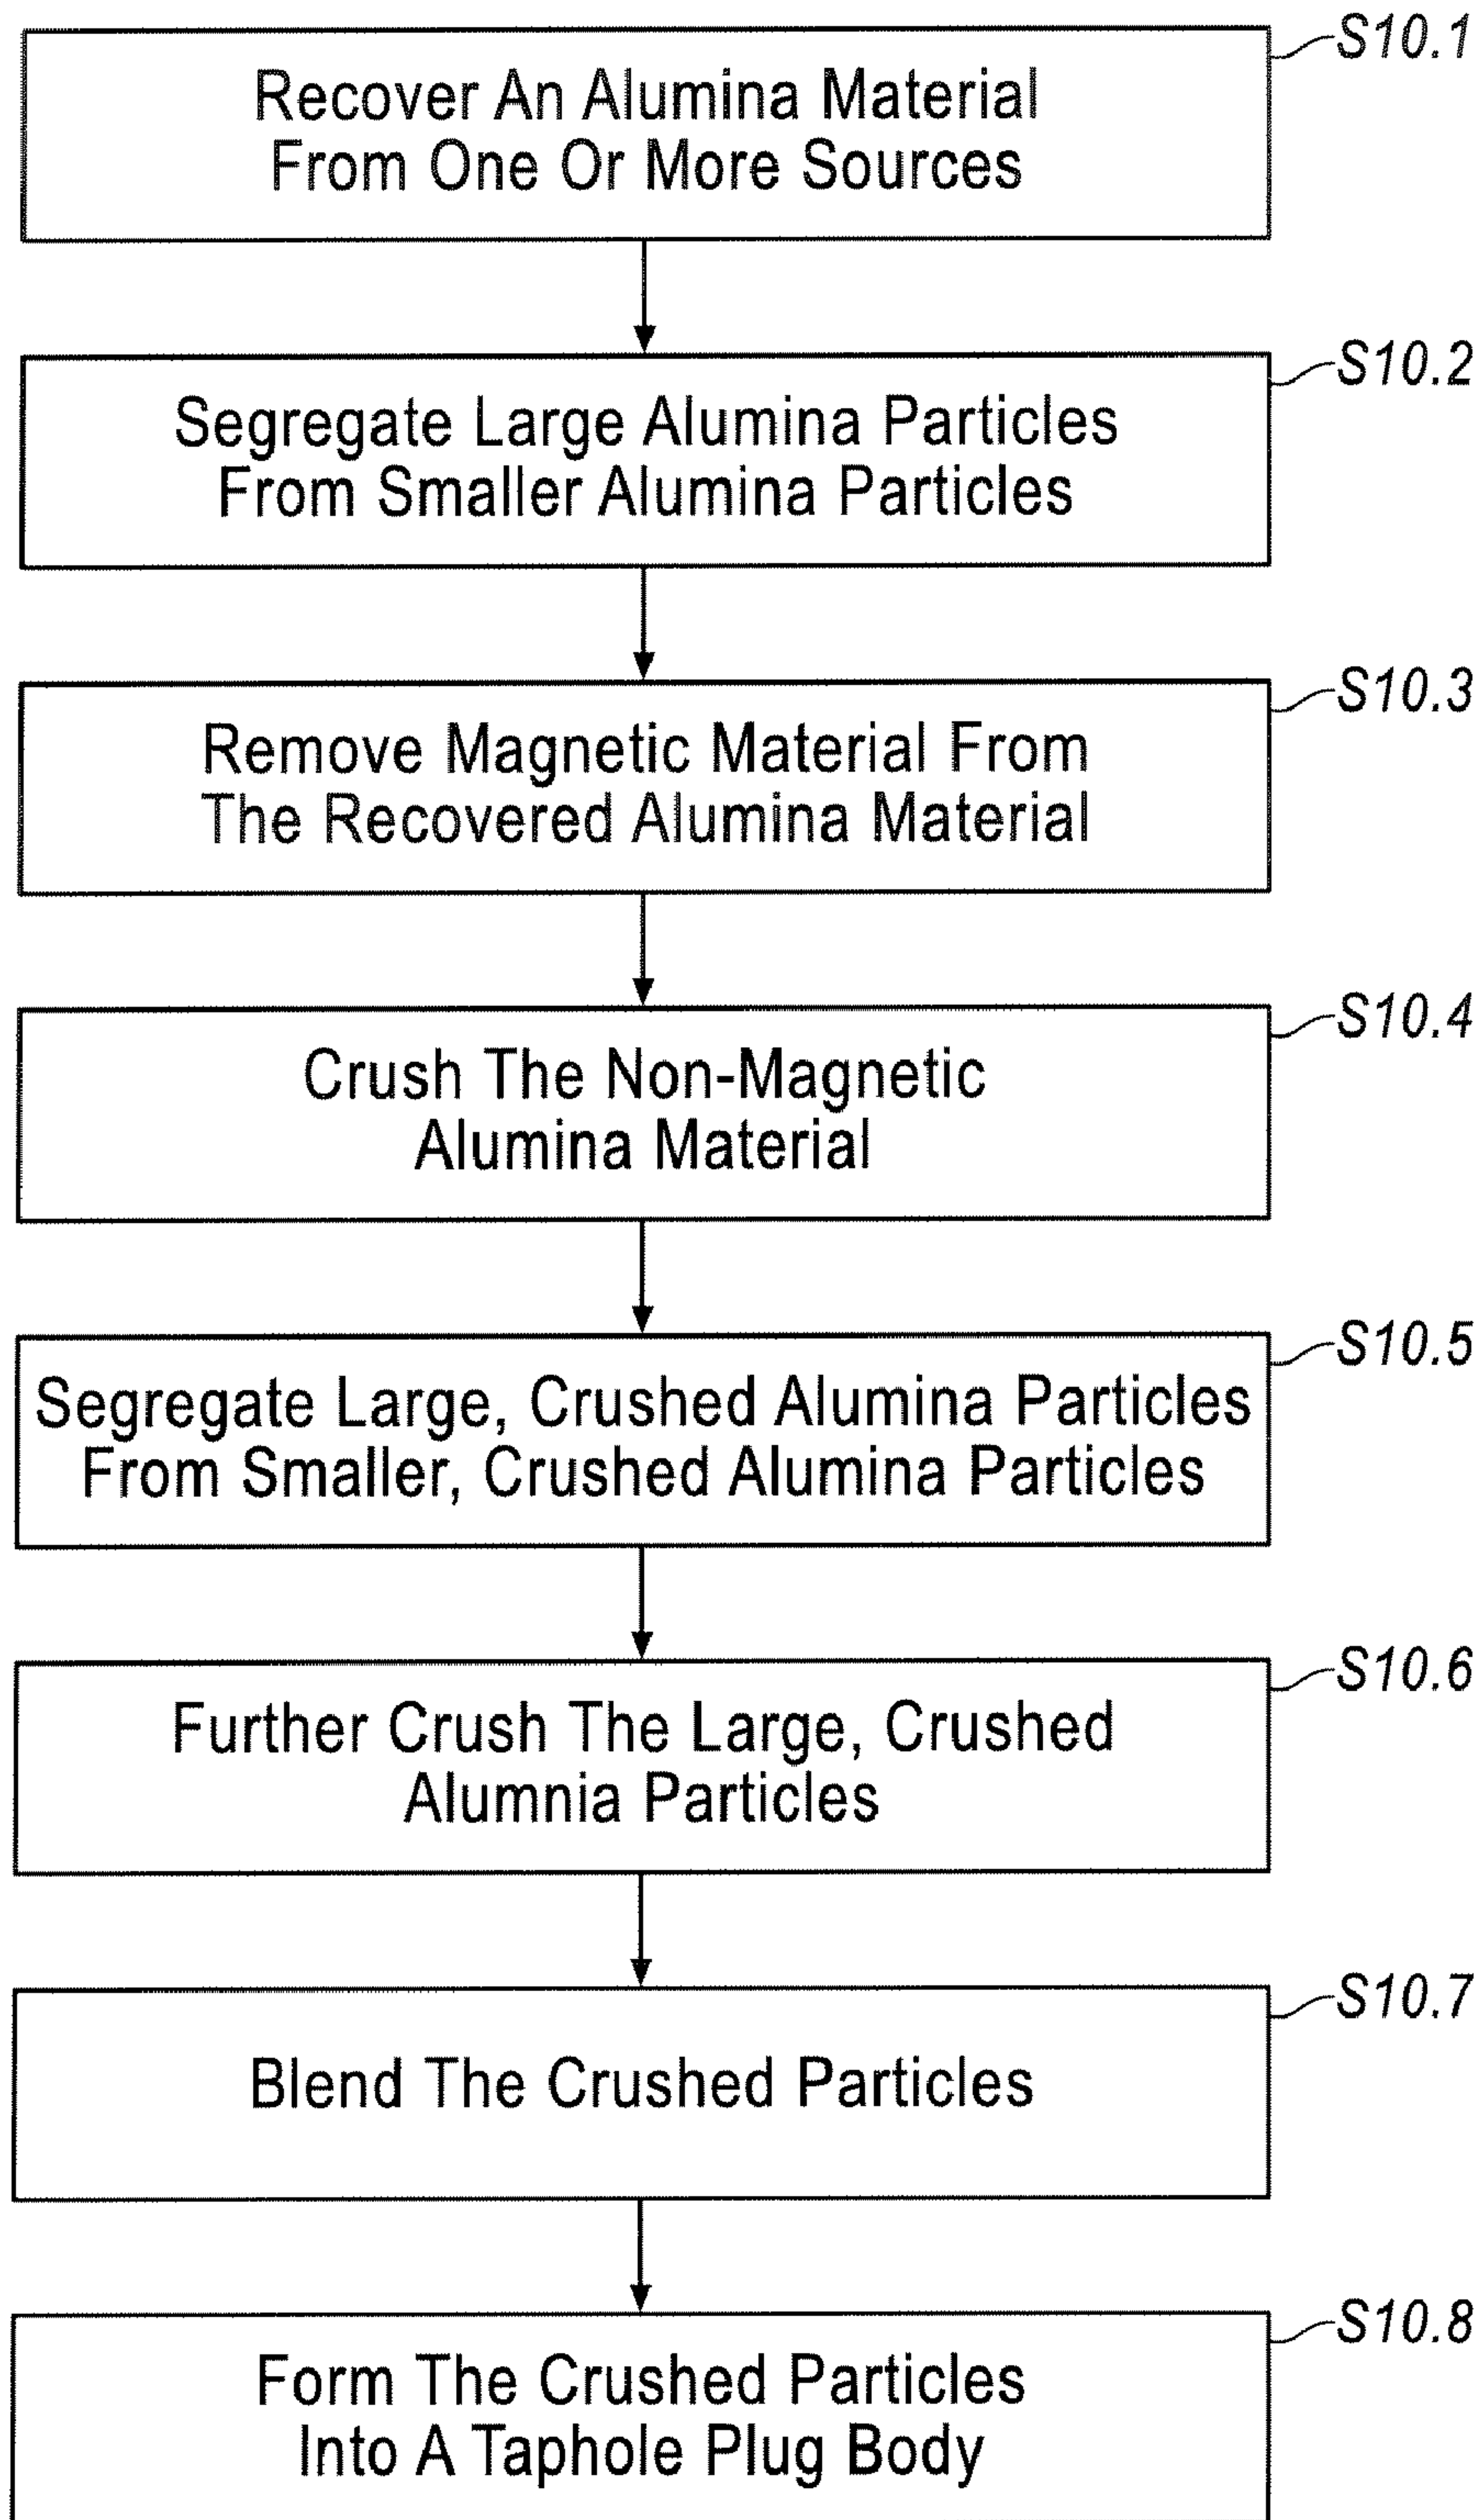 S10.1
Recover An Alumina Material
From One Or More Sources
S10.2
Segregate Large Alumina Particles
From Smaller Alumina Particles
S10.3
Remove Magnetic Material From
The Recovered Alumina Material
S10.4
Crush The Non-Magnetic
Alumina Material
S10.5
Segregate Large, Crushed Alumina Particles
From Smaller, Crushed Alumina Particles
S10.6
Further Crush The Large, Crushed
Alumnia Particles
S10.7
Blend The Crushed Particles
S10.8
Form The Crushed Particles
Into A Taphole Plug Body